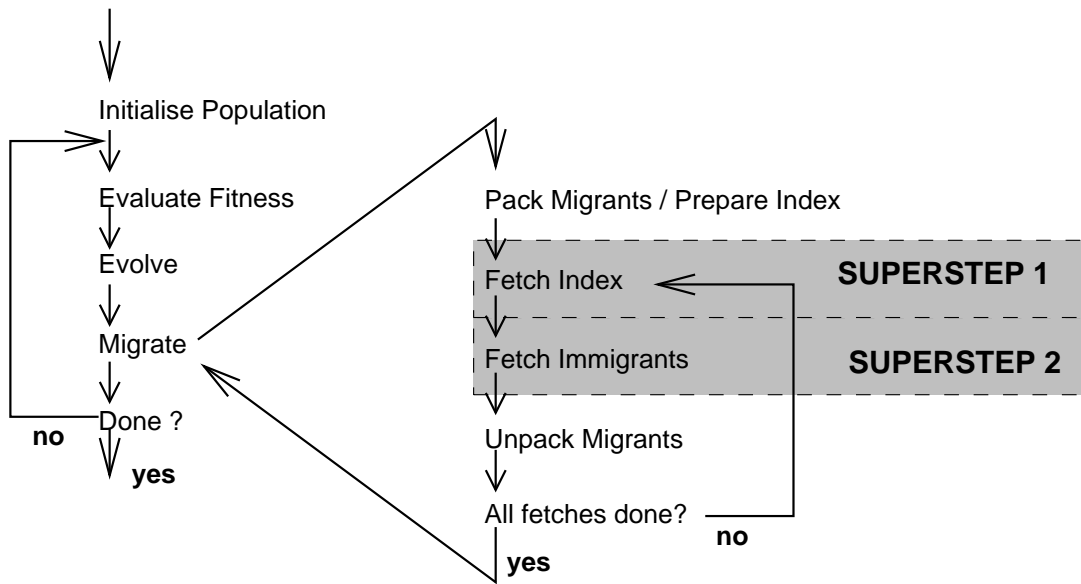 Initialise Population
Evaluate Fitness
Evolve
Migrate
Done ?
no
yes
Pack Migrants / Prepare Index
Fetch Index
SUPERSTEP 1
Fetch Immigrants
SUPERSTEP 2
Unpack Migrants
All fetches done?
no
yes